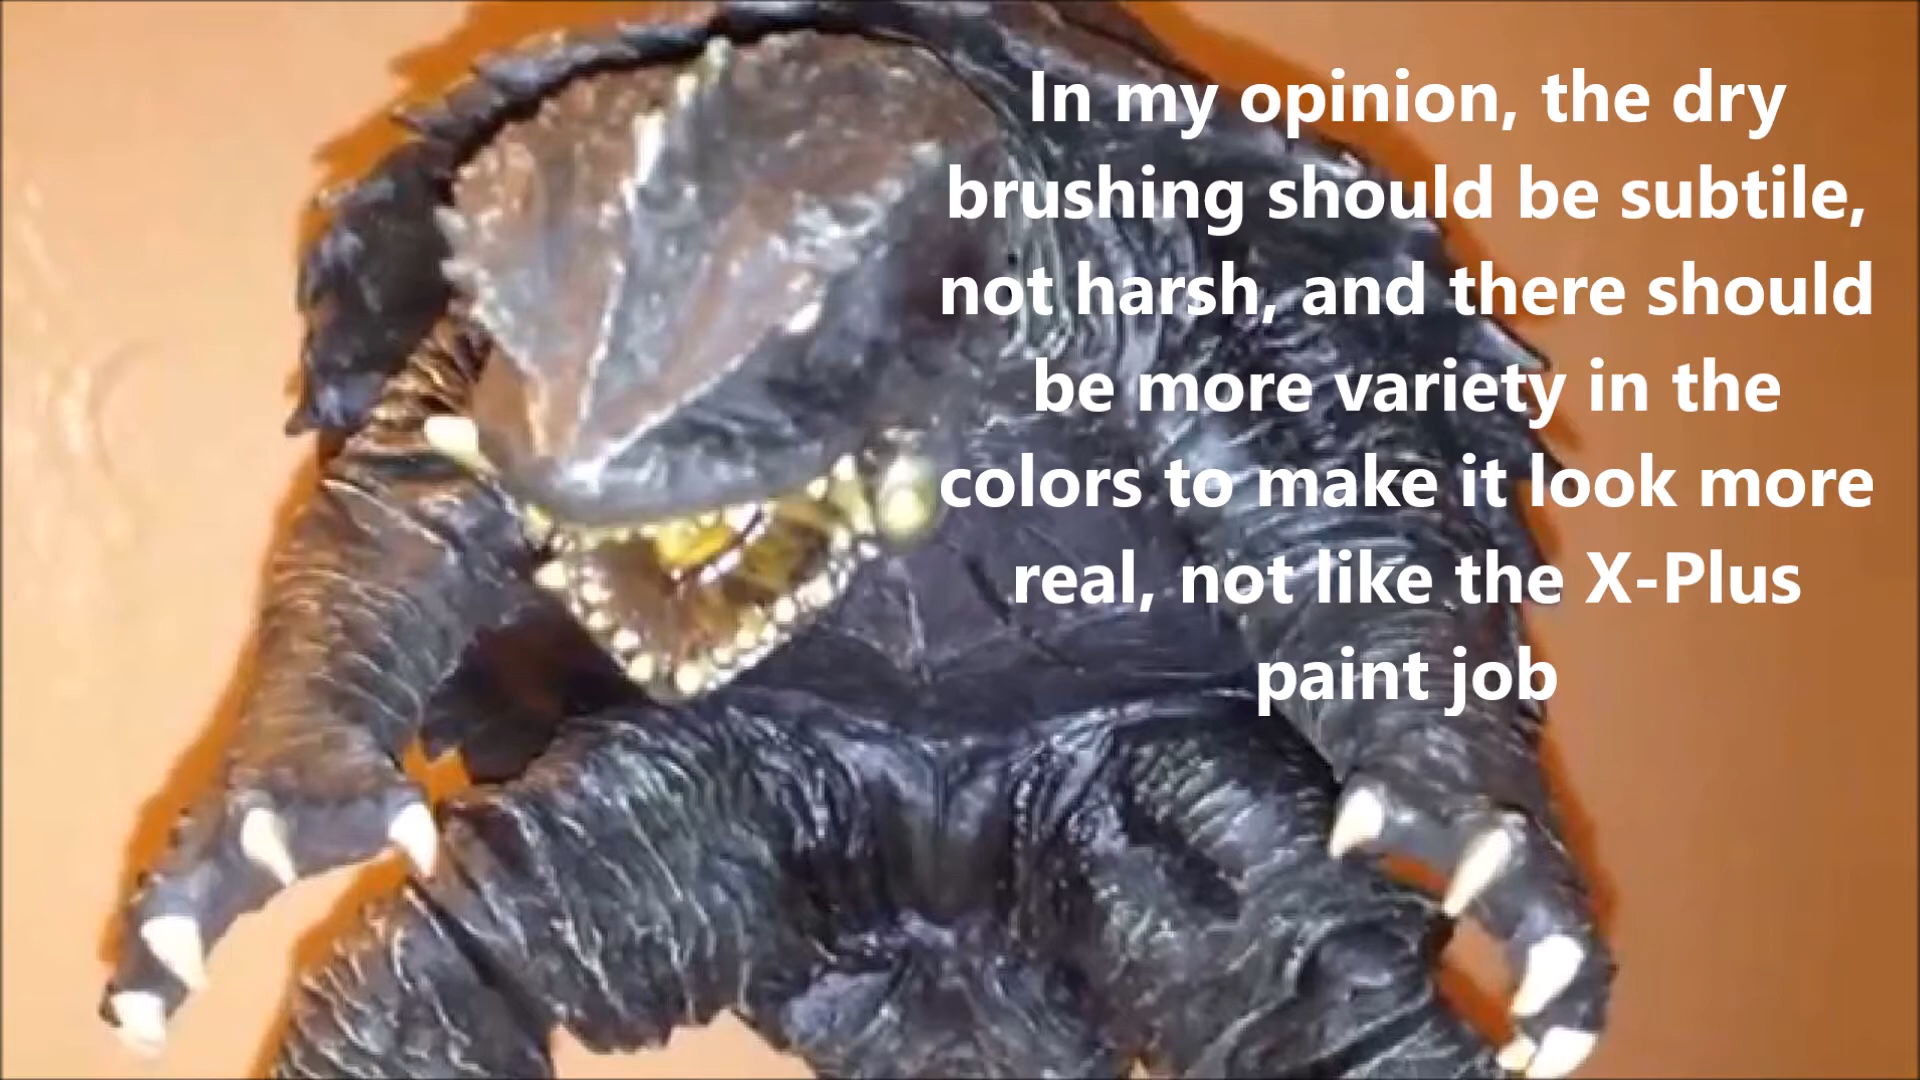 In my opinion, the dry
brushing should be subtile,
not harsh, and there should
be more variety in the
colors to make it look more
real, not like the X-Plus
paint job